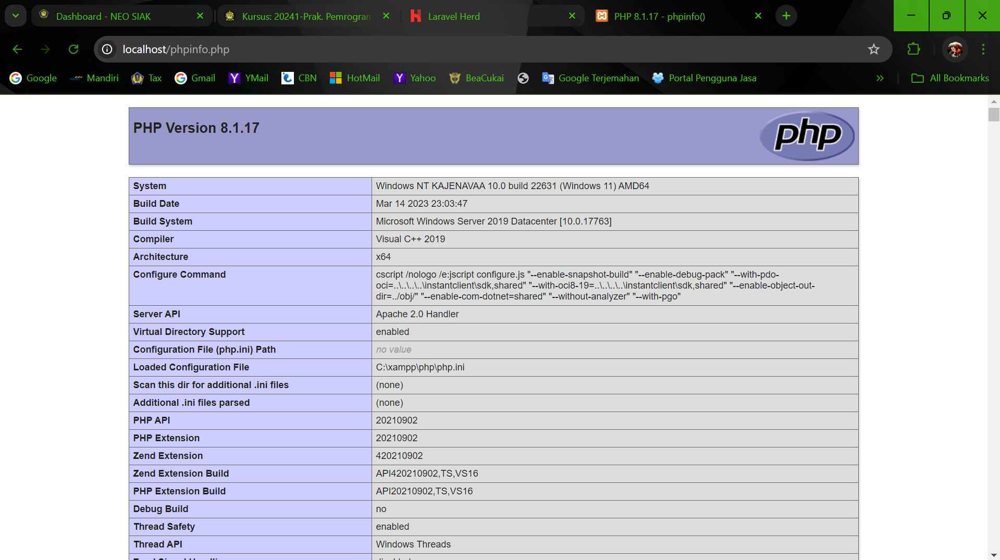 Dashboard - NEO SIAK
Kursus: 20241-Prak. Pemrogram
Laravel Herd
PHP 8.1.17 - phpinfo()
localhost/phpinfo.php
Google
Mandiri
Tax
Gmail
YMail
CBN
HotMail
Yahoo
BeaCukai
Google Terjemahan
Portal Pengguna Jasa
All Bookmarks
PHP Version 8.1.17
php
System Windows NT KAJENAVAA 10.0 build 22631 (Windows 11) AMD64
Build Date Mar 14 2023 23:03:47
Build System Microsoft Windows Server 2019 Datacenter [10.0.17763]
Compiler Visual C++ 2019
Architecture x64
Configure Command cscript /nologo /e:jscript configure.js "--enable-snapshot-build" "--enable-debug-pack" "--with-pdo-
oci=..\..\..\..\instantclient\sdk,shared" "--with-oci8-19=..\..\..\..\instantclient\sdk,shared" "--enable-object-out-
dir=../obj/" "--enable-com-dotnet=shared" "--without-analyzer" "--with-pgo"
Server API Apache 2.0 Handler
Virtual Directory Support enabled
Configuration File (php.ini) Path no value
Loaded Configuration File C:\xampp\php\php.ini
Scan this dir for additional .ini files (none)
Additional .ini files parsed (none)
PHP API 20210902
PHP Extension 20210902
Zend Extension 420210902
Zend Extension Build API420210902,TS,VS16
PHP Extension Build API20210902,TS,VS16
Debug Build no
Thread Safety enabled
Thread API Windows Threads